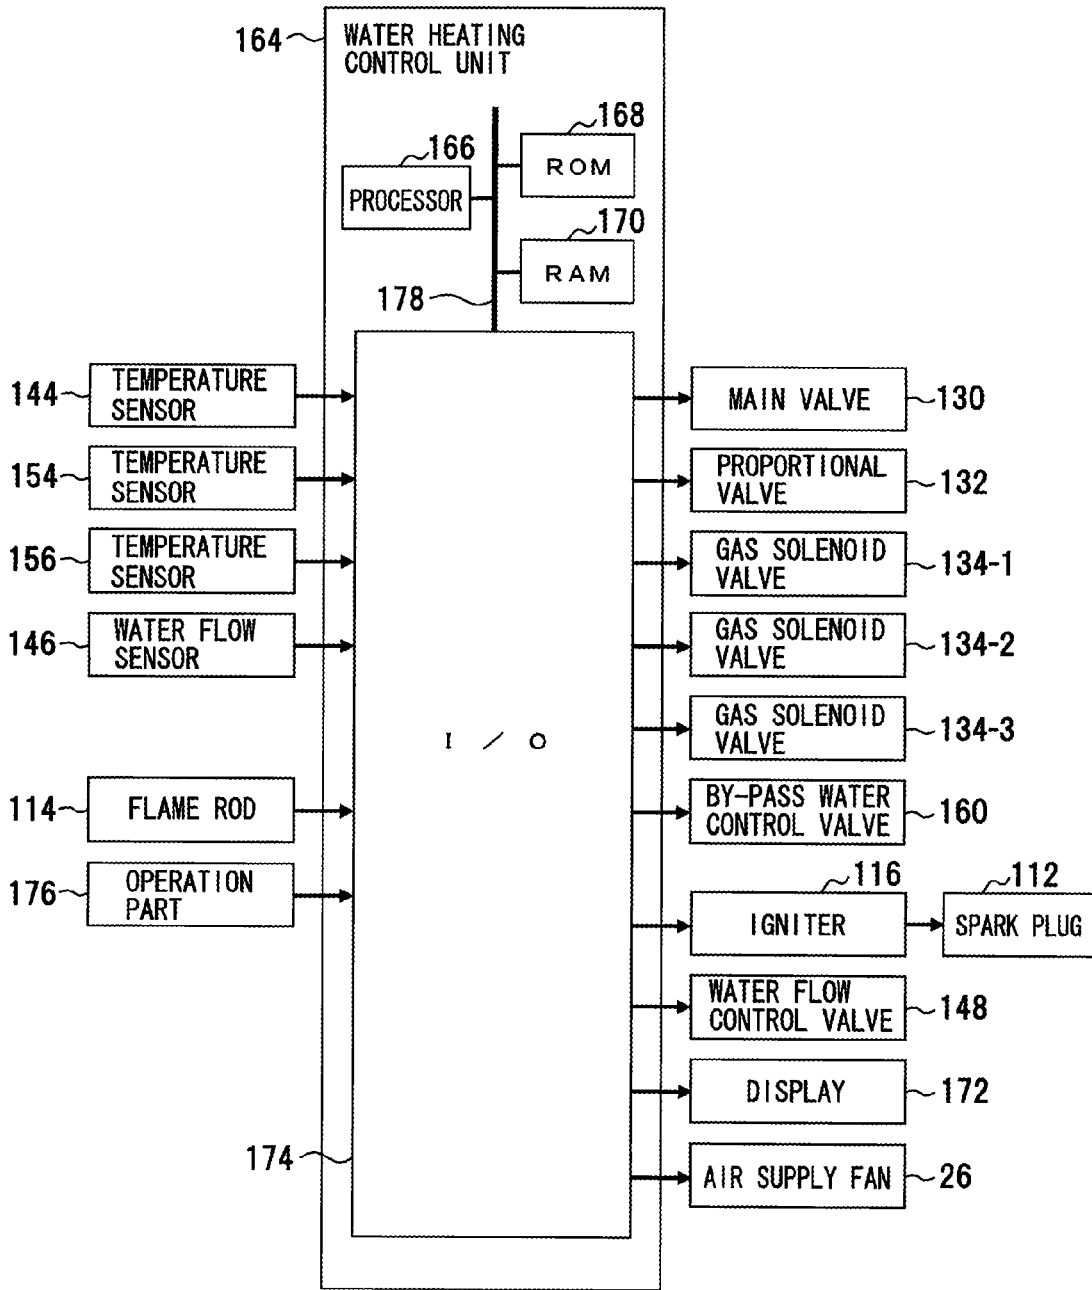 164
WATER HEATING
CONTROL UNIT
168
ROM
166
PROCESSOR
170
RAM
178
144
TEMPERATURE
SENSOR
154
TEMPERATURE
SENSOR
156
TEMPERATURE
SENSOR
146
WATER FLOW
SENSOR
114
FLAME ROD
176
OPERATION
PART
I / O
174
MAIN VALVE
130
PROPORTIONAL
VALVE
132
GAS SOLENOID
VALVE
134-1
GAS SOLENOID
VALVE
134-2
GAS SOLENOID
VALVE
134-3
BY-PASS WATER
CONTROL VALVE
160
116
IGNITER
112
SPARK PLUG
WATER FLOW
CONTROL VALVE
148
DISPLAY
172
AIR SUPPLY FAN
26